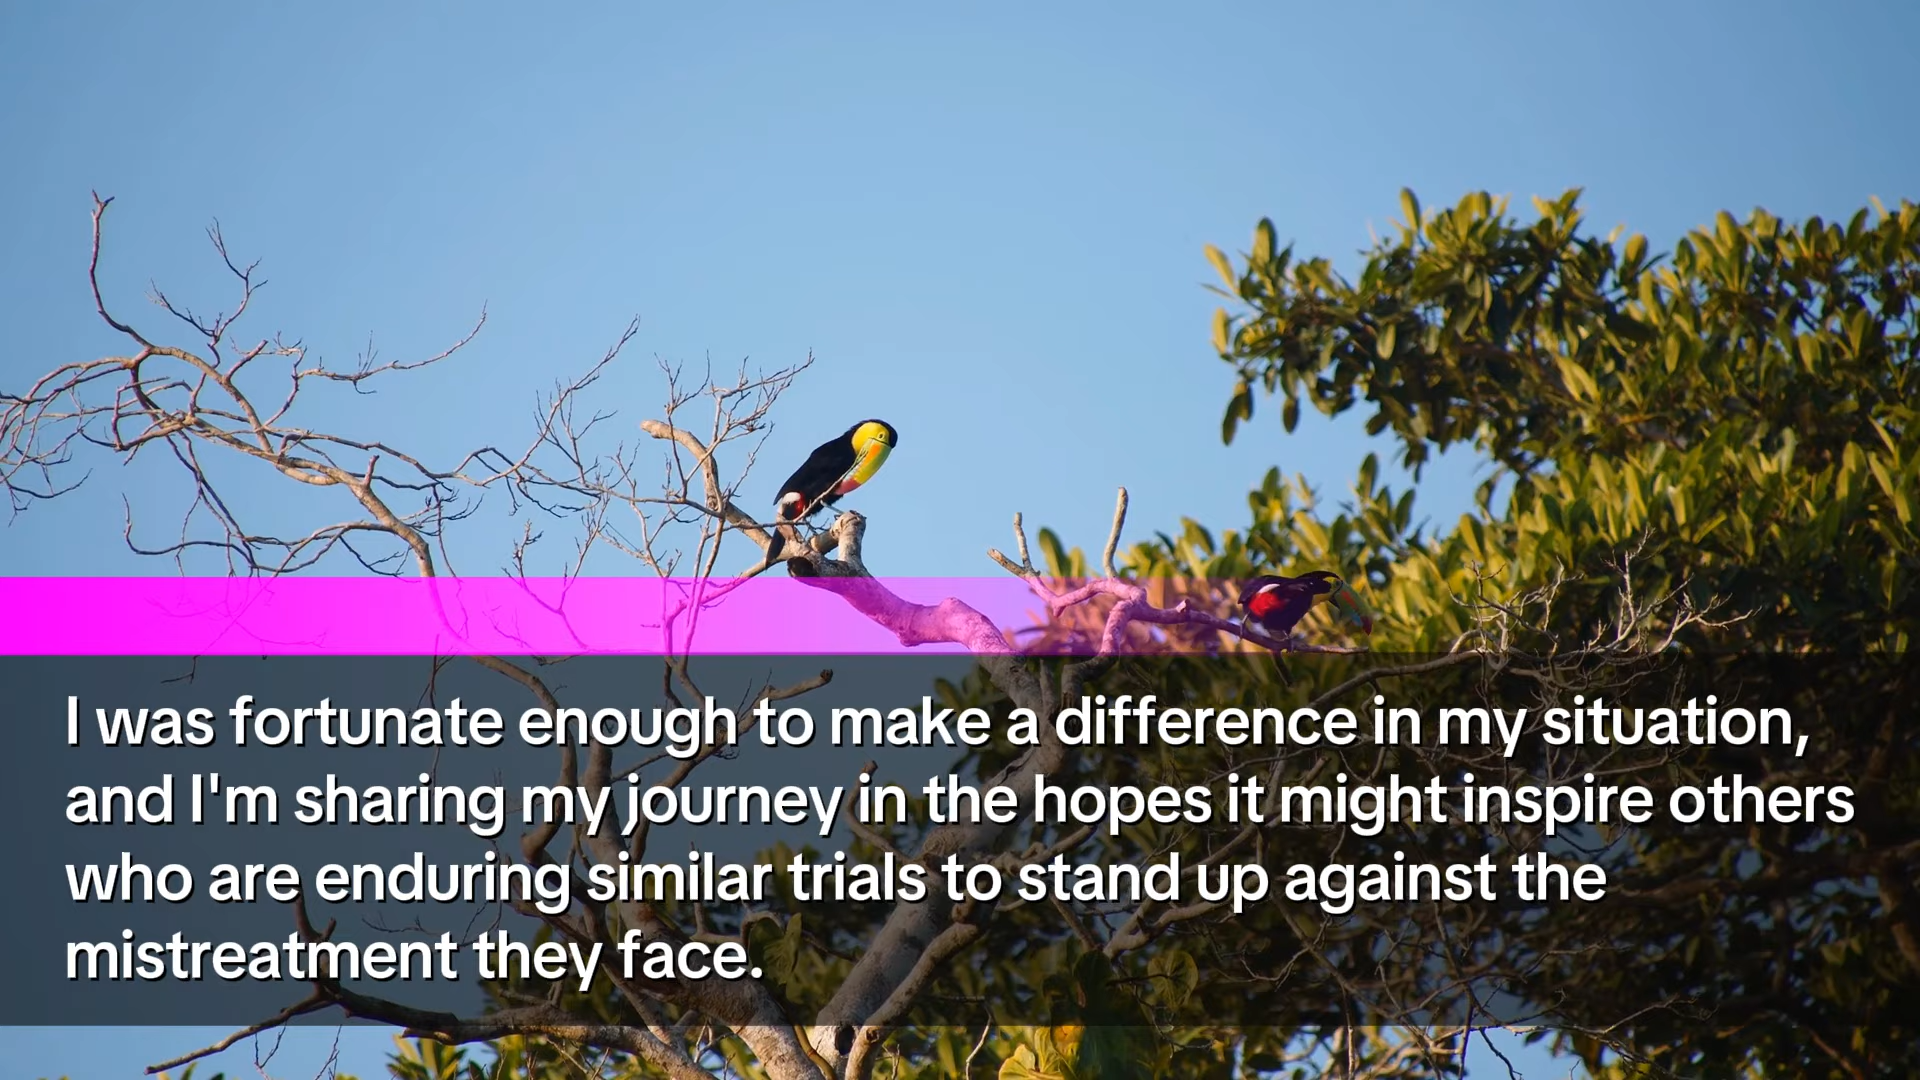 I was fortunate enough to make a difference in my situation,
and I'm sharing my journey in the hopes it might inspire others
who are enduring similar trials to stand up against the
mistreatment they face.